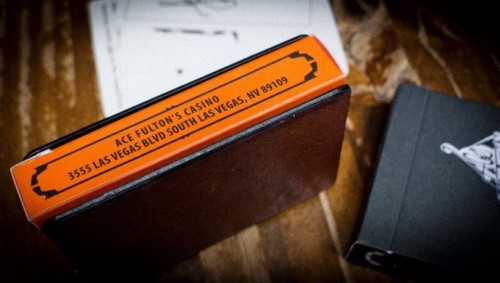 ACE FULTON'S CASINO
3555 LAS VEGAS BLVD SOUTH LAS VEGAS, NV 89109